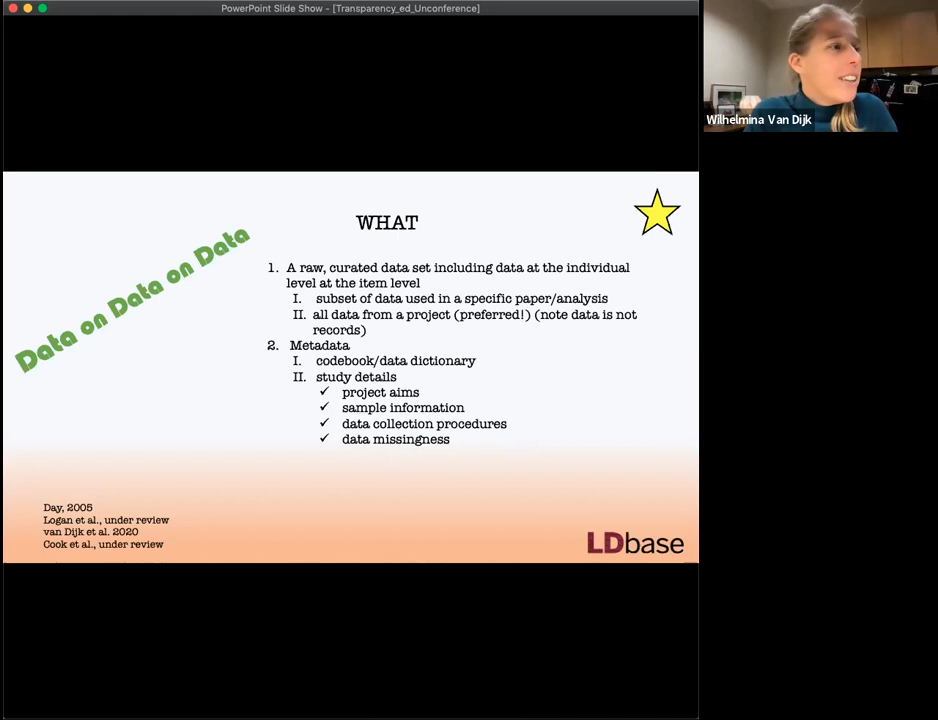 PowerPoint Slide Show - [Transparency_ed_Unconference]
Wilhelmina Van Dijk
WHAT
Data on Data on Data
1. A raw, curated data set including data at the individual
level at the item level
I. subset of data used in a specific paper/analysis
II. all data from a project (preferred!) (note data is not
records)
2. Metadata
I. codebook/data dictionary
II. study details
✓ project aims
✓ sample information
✓ data collection procedures
✓ data missingness
Day, 2005
Logan et al., under review
van Dijk et al. 2020
Cook et al., under review
LDbase